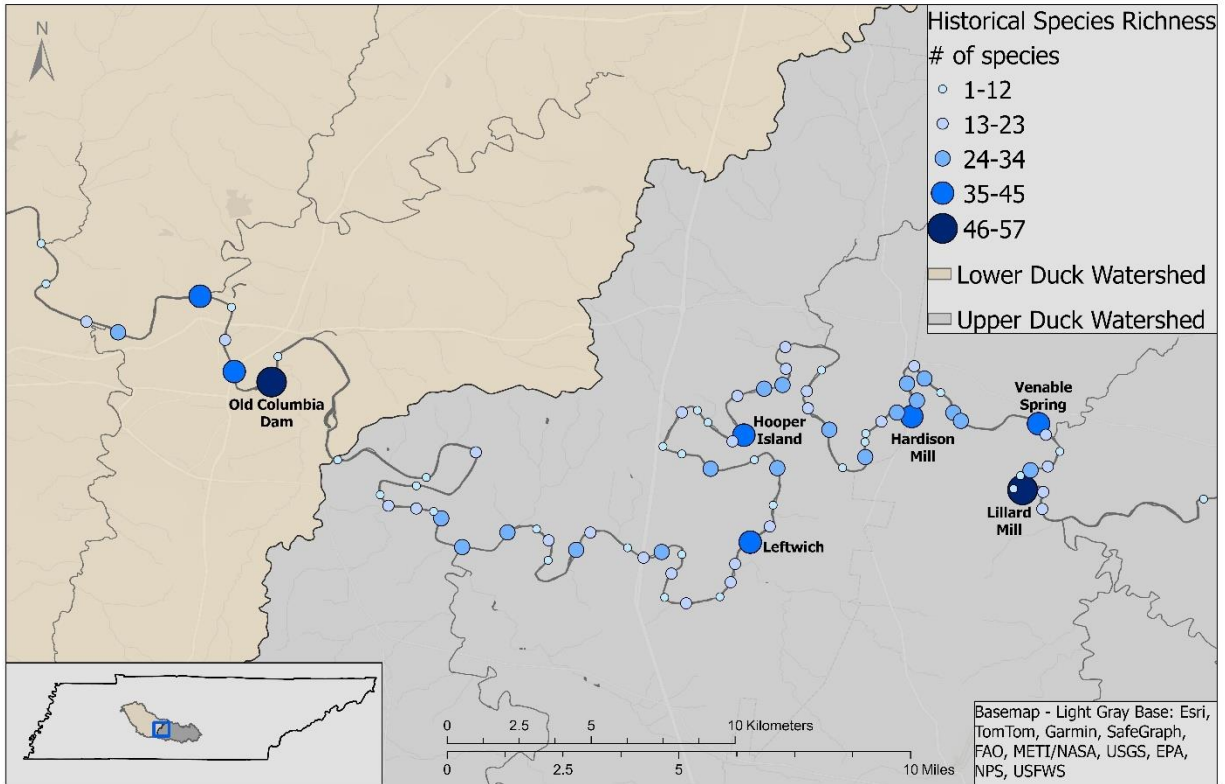 N
Historical Species Richness
# of species
1-12
13-23
24-34
35-45
46-57
Lower Duck Watershed
Upper Duck Watershed
Old Columbia
Dam
Hooper
Island
Hardison
Mill
Venable
Spring
Lillard
Mill
Leftwich
0 2.5 5 10 Kilometers
0 2.5 5 10 Miles
Basemap - Light Gray Base: Esri,
TomTom, Garmin, SafeGraph,
FAO, METI/NASA, USGS, EPA,
NPS, USFWS